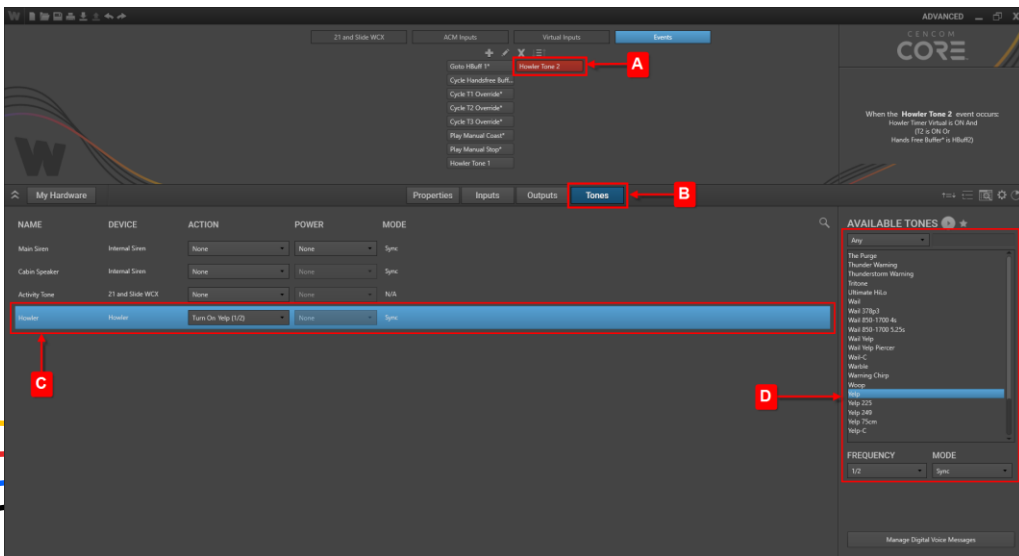 W
ADVANCED
21 and Slide WCX
ACM Inputs
Virtual Inputs
Events
CENCOM
CORE
Goto HBuff 1*
Howler Tone 2
A
Cycle Handsfree Buff...
Cycle T1 Override*
Cycle T2 Override*
Cycle T3 Override*
Play Manual Coast*
Play Manual Stop*
Howler Tone 1
When the Howler Tone 2 event occurs:
Howler Timer Virtual is ON And
(T2 is ON Or
Hands Free Buffer* is HBuff2)
W
My Hardware
Properties
Inputs
Outputs
Tones
B
NAME DEVICE ACTION POWER MODE
Main Siren Internal Siren None None Sync
Cabin Speaker Internal Siren None None Sync
Activity Tone 21 and Slide WCX None None N/A
Howler Howler Turn On Yelp (1/2) None Sync
C
AVAILABLE TONES
Any
The Purge
Thunder Warning
Thunderstorm Warning
Tritone
Ultimate HiLo
Wail
Wail 378p3
Wail 850-1700 4s
Wail 850-1700 5.25s
Wail Yelp
Wail Yelp Piercer
Wail-C
Warble
Warning Chirp
Woop
Yelp
D
Yelp 225
Yelp 249
Yelp 75cm
Yelp-C
FREQUENCY MODE
1/2 Sync
Manage Digital Voice Messages